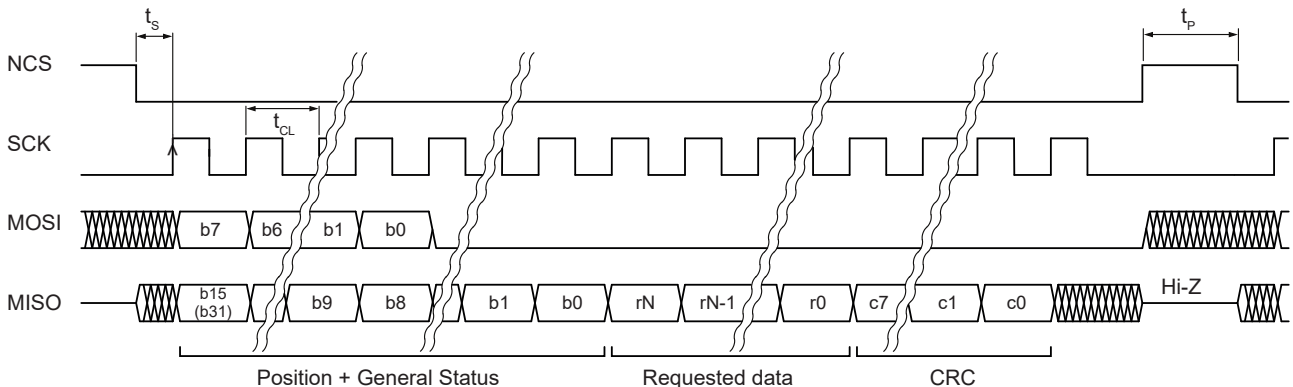 tS
tP
NCS
tCL
SCK
MOSI
b7 b6 b1 b0
MISO
b15 (b31) b9 b8 b1 b0 rN rN-1 r0 c7 c1 c0 Hi-Z
Position + General Status Requested data CRC